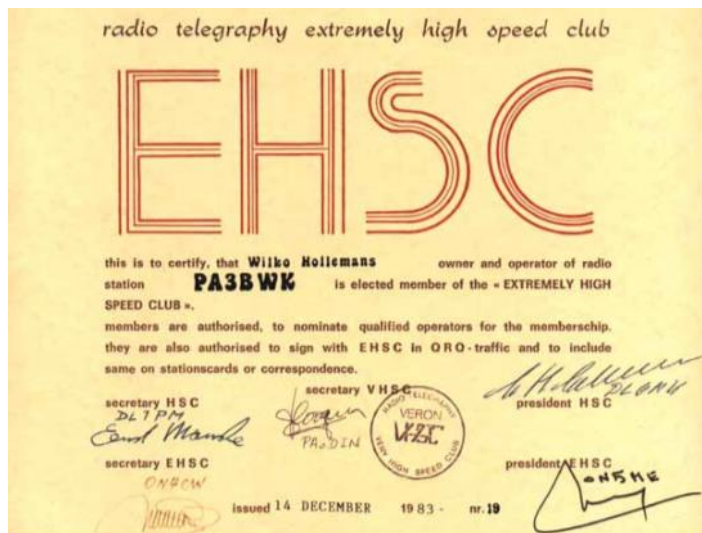 radio telegraphy extremely high speed club
EHSC
this is to certify, that Wilko Hollemans owner and operator of radio
station PA3BWK is elected member of the « EXTREMELY HIGH
SPEED CLUB ».
members are authorised, to nominate qualified operators for the membership.
they are also authorised to sign with EHSC in QRQ-traffic and to include
same on stationscards or correspondence.
secretary HSC
DL7PM
secretary VHSC
PAoDIN
RADIO TELEGRAPHY
VERON
VHSC
VERY HIGH SPEED CLUB
president HSC
secretary EHSC
ON4CW
president EHSC
ON5ME
issued 14 DECEMBER 1983- nr. 19